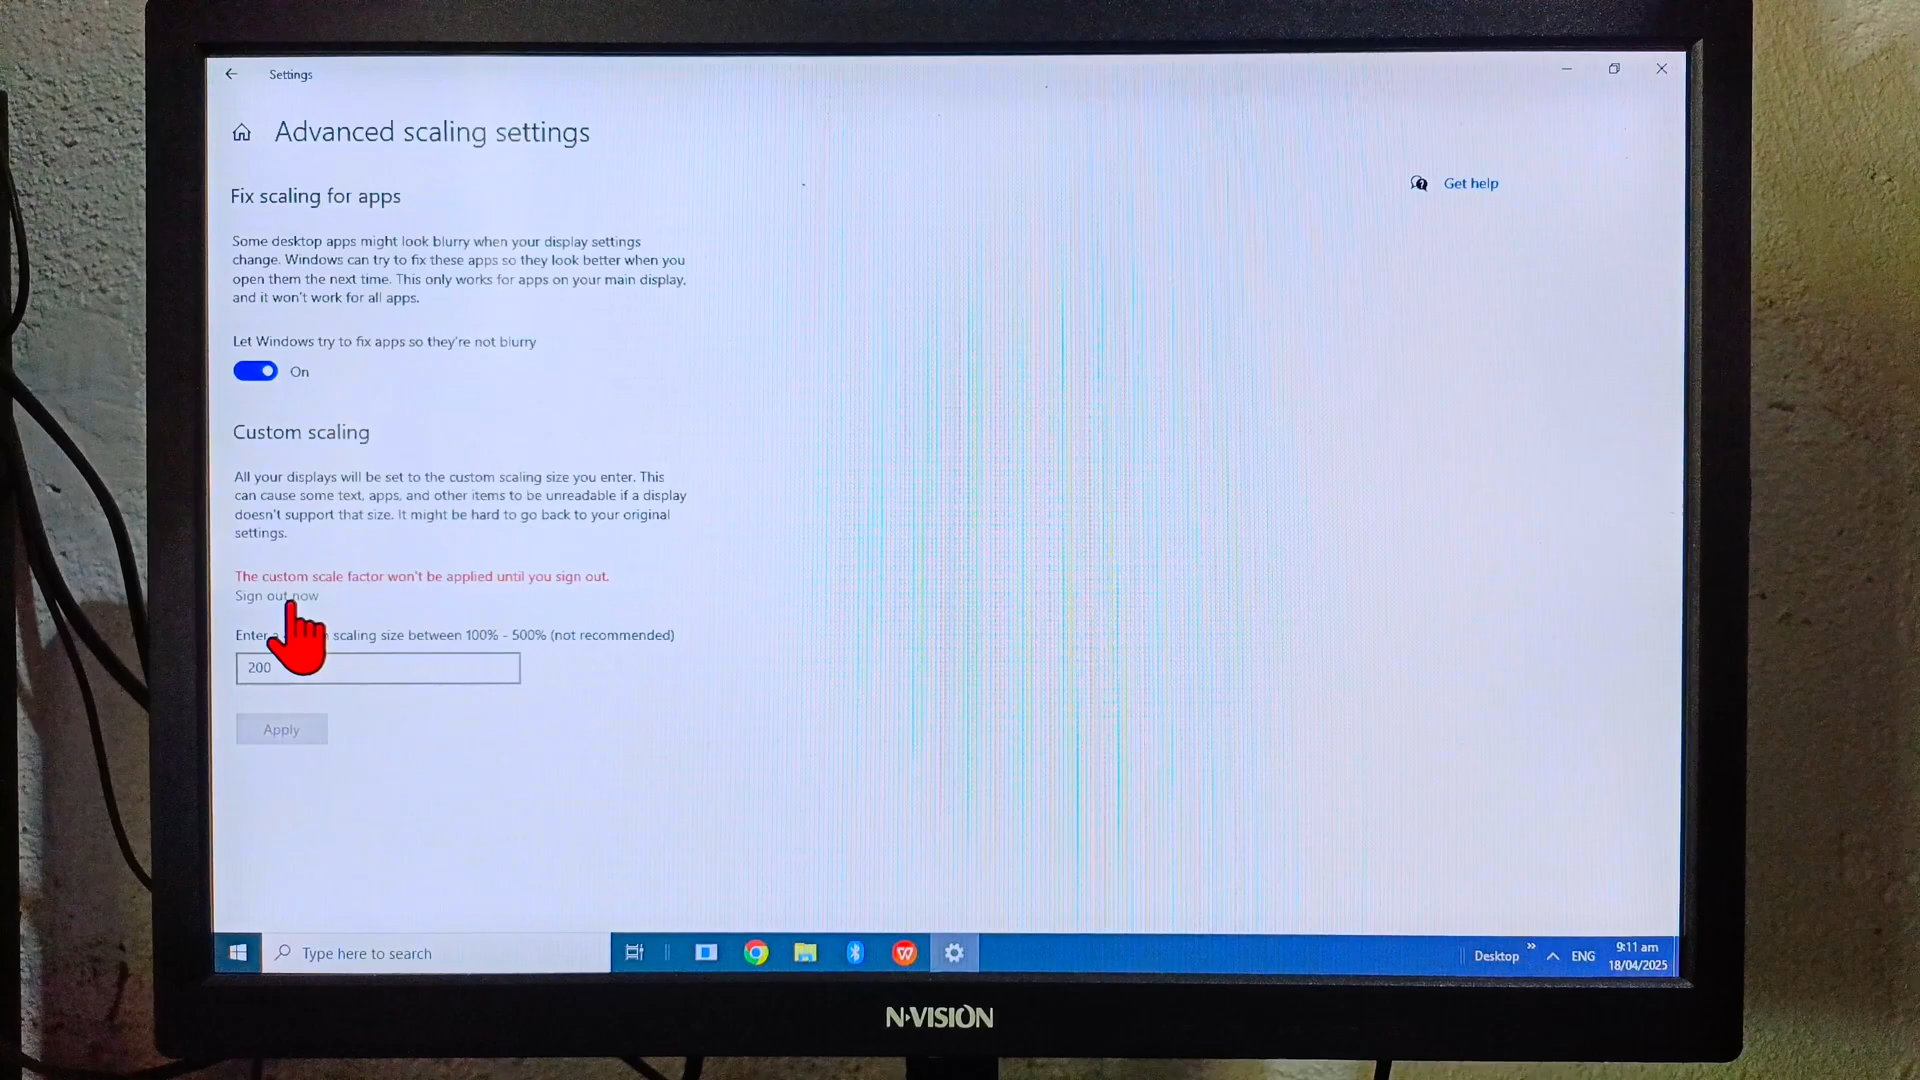 Settings
Advanced scaling settings
Get help
Fix scaling for apps
Some desktop apps might look blurry when your display settings
change. Windows can try to fix these apps so they look better when you
open them the next time. This only works for apps on your main display,
and it won't work for all apps.
Let Windows try to fix apps so they're not blurry
On
Custom scaling
All your displays will be set to the custom scaling size you enter. This
can cause some text, apps, and other items to be unreadable if a display
doesn't support that size. It might be hard to go back to your original
settings.
The custom scale factor won't be applied until you sign out.
Sign out now
Enter scaling size between 100% - 500% (not recommended)
200
Apply
Type here to search
Desktop
ENG
9:11 am
18/04/2025
N-VISION